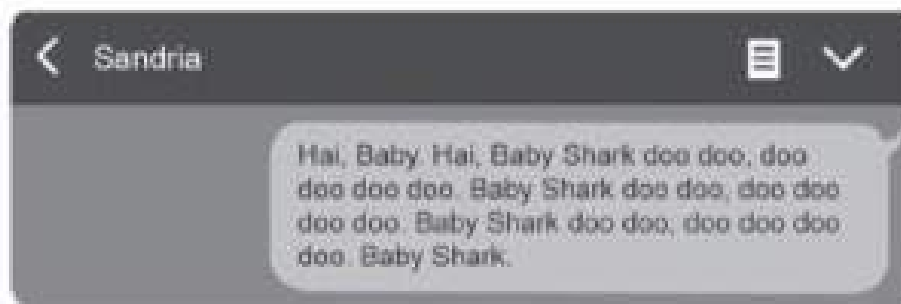 Sandria
Hai, Baby. Hai, Baby Shark doo doo, doo
doo doo doo. Baby Shark doo doo, doo doo
doo doo. Baby Shark doo doo, doo doo doo
doo. Baby Shark.